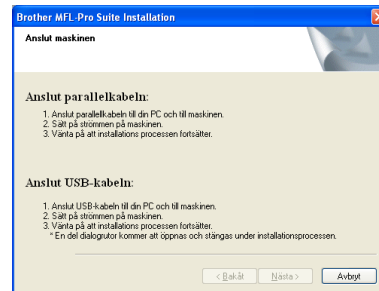 Brother MFL-Pro Suite Installation
Anslut maskinen
Anslut parallelkabeln:
1. Anslut parallellkabeln till din PC och till maskinen.
2. Sätt på strömmen på maskinen.
3. Vänta på att installations processen fortsätter.
Anslut USB-kabeln:
1. Anslut USB-kabeln till din PC och till maskinen.
2. Sätt på strömmen på maskinen.
3. Vänta på att installations processen fortsätter.
* En del dialogrutor kommer att öppnas och stängas under installationsprocessen.
< Bakåt Nästa > Avbryt